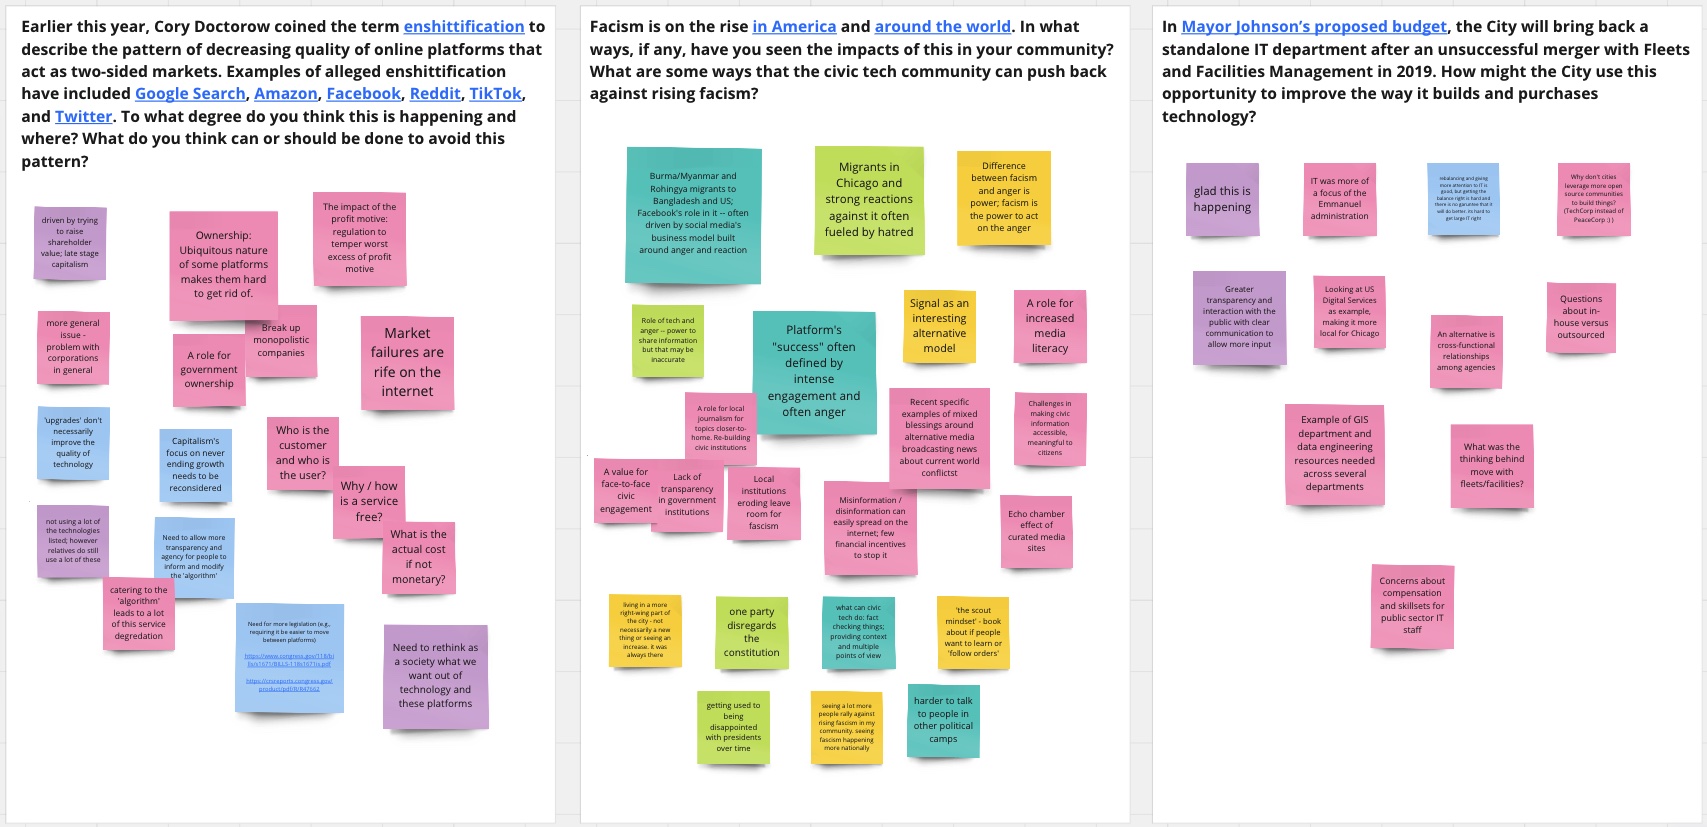 Earlier this year, Cory Doctorow coined the term enshittification to
describe the pattern of decreasing quality of online platforms that
act as two-sided markets. Examples of alleged enshittification
have included Google Search, Amazon, Facebook, Reddit, TikTok,
and Twitter. To what degree do you think this is happening and
where? What do you think can or should be done to avoid this
pattern?
driven by trying
to raise
shareholder
value; late stage
capitalism
Ownership:
Ubiquitous nature
of some platforms
makes them hard
to get rid of.
The impact of the
profit motive:
regulation to
temper worst
excess of profit
motive
more general
issue -
problem with
corporations
in general
A role for
government
ownership
Break up
monopolistic
companies
Market
failures are
rife on the
internet
'upgrades' don't
necessarily
improve the
quality of
technology
Capitalism's
focus on never
ending growth
needs to be
reconsidered
Who is the
customer
and who is
the user?
Why / how
is a service
free?
What is the
actual cost
if not
monetary?
not using a lot of
the technologies
listed; however
relatives do still
use a lot of these
Need to allow more
transparency and
agency for people to
inform and modify
the 'algorithm'
catering to the
'algorithm'
leads to a lot
of this service
degredation
Need for more legislation (e.g.,
requiring it be easier to move
between platforms)
https://www.congress.gov/118/bi
lls/s1671/BILLS-118s1671is.pdf
https://crsreports.congress.gov/
product/pdf/R/R47662
Need to rethink as
a society what we
want out of
technology and
these platforms
Facism is on the rise in America and around the world. In what
ways, if any, have you seen the impacts of this in your community?
What are some ways that the civic tech community can push back
against rising facism?
Burma/Myanmar and
Rohingya migrants to
Bangladesh and US;
Facebook's role in it -- often
driven by social media's
business model built
around anger and reaction
Migrants in
Chicago and
strong reactions
against it often
fueled by hatred
Difference
between facism
and anger is
power; facism is
the power to act
on the anger
Role of tech and
anger -- power to
share information
but that may be
inaccurate
Platform's
"success" often
defined by
intense
engagement and
often anger
Signal as an
interesting
alternative
model
A role for
increased
media
literacy
A role for local
journalism for
topics closer-to-
home. Re-building
civic institutions
Recent specific
examples of mixed
blessings around
alternative media
broadcasting news
about current world
conflictst
Challenges in
making civic
information
accessible,
meaningful to
citizens
A value for
face-to-face
civic
engagement
Lack of
transparency
in government
institutions
Local
institutions
eroding leave
room for
fascism
Misinformation /
disinformation can
easily spread on the
internet; few
financial incentives
to stop it
Echo chamber
effect of
curated media
sites
living in a more
right-wing part of
the city - not
necessarily a new
thing or seeing an
increase. it was
always there
one party
disregards
the
constitution
what can civic
tech do: fact
checking things;
providing context
and multiple
points of view
'the scout
mindset' - book
about if people
want to learn or
'follow orders'
getting used to
being
disappointed
with presidents
over time
seeing a lot more
people rally against
rising fascism in my
community. seeing
fascism happening
more nationally
harder to talk
to people in
other political
camps
In Mayor Johnson's proposed budget, the City will bring back a
standalone IT department after an unsuccessful merger with Fleets
and Facilities Management in 2019. How might the City use this
opportunity to improve the way it builds and purchases
technology?
glad this is
happening
IT was more of
a focus of the
Emmanuel
administration
rebalancing and giving
more attention to IT is
good, but getting the
balance right is hard and
there is no garuntee that it
will do better. its hard to
get large IT right
Why don't cities
leverage more open
source communities
to build things?
(TechCorp instead of
PeaceCorp :) )
Greater
transparency and
interaction with the
public with clear
communication to
allow more input
Looking at US
Digital Services
as example,
making it more
local for Chicago
An alternative is
cross-functional
relationships
among agencies
Questions
about in-
house versus
outsourced
Example of GIS
department and
data engineering
resources needed
across several
departments
What was the
thinking behind
move with
fleets/facilities?
Concerns about
compensation
and skillsets for
public sector IT
staff